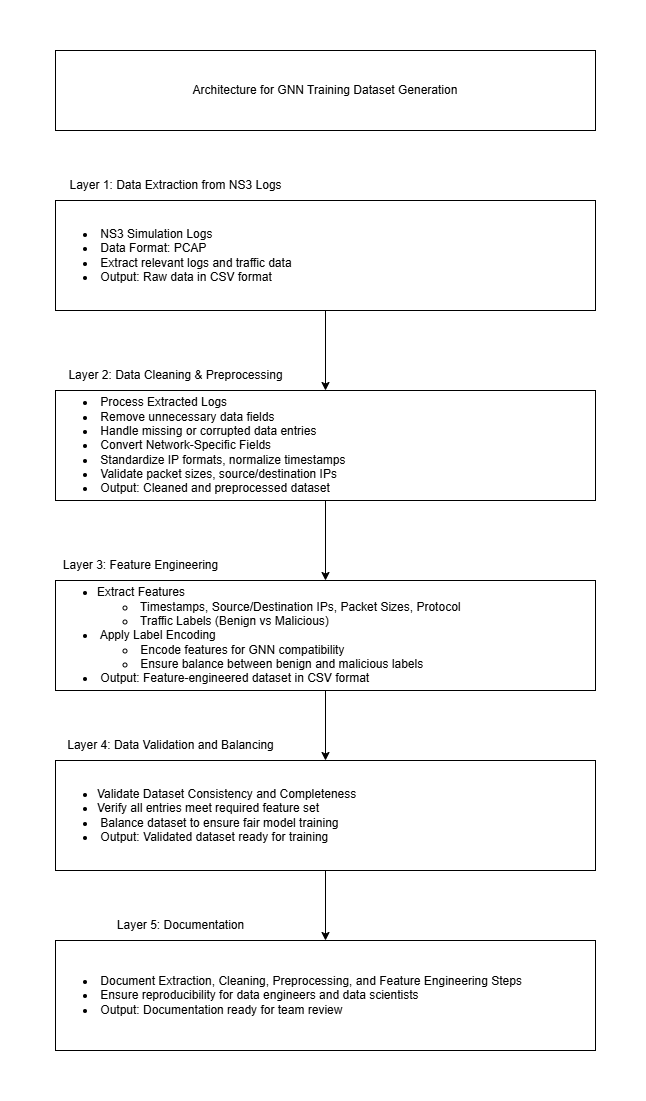 Architecture for GNN Training Dataset Generation
Layer 1: Data Extraction from NS3 Logs
• NS3 Simulation Logs
• Data Format: PCAP
• Extract relevant logs and traffic data
• Output: Raw data in CSV format
Layer 2: Data Cleaning & Preprocessing
• Process Extracted Logs
• Remove unnecessary data fields
• Handle missing or corrupted data entries
• Convert Network-Specific Fields
• Standardize IP formats, normalize timestamps
• Validate packet sizes, source/destination IPs
• Output: Cleaned and preprocessed dataset
Layer 3: Feature Engineering
• Extract Features
○ Timestamps, Source/Destination IPs, Packet Sizes, Protocol
○ Traffic Labels (Benign vs Malicious)
• Apply Label Encoding
○ Encode features for GNN compatibility
○ Ensure balance between benign and malicious labels
• Output: Feature-engineered dataset in CSV format
Layer 4: Data Validation and Balancing
• Validate Dataset Consistency and Completeness
• Verify all entries meet required feature set
• Balance dataset to ensure fair model training
• Output: Validated dataset ready for training
Layer 5: Documentation
• Document Extraction, Cleaning, Preprocessing, and Feature Engineering Steps
• Ensure reproducibility for data engineers and data scientists
• Output: Documentation ready for team review